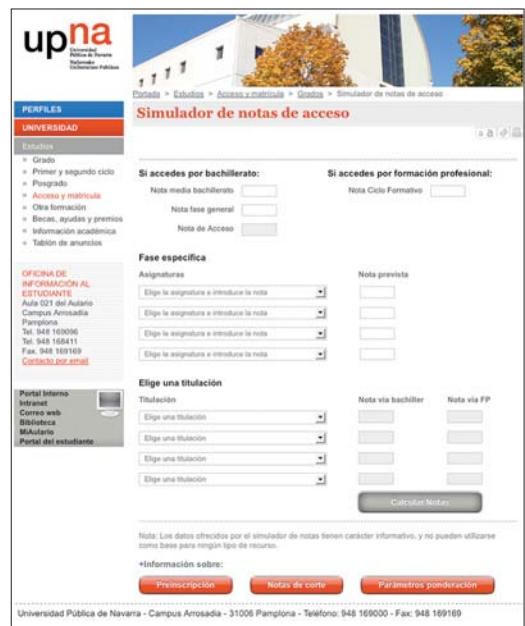 upna
Universidad
Pública de Navarra
Nafarroako
Unibertsitate Publikoa
Portada > Estudios > Acceso y matrícula > Grados > Simulador de notas de acceso
PERFILES
UNIVERSIDAD
Estudios
Grado
Primer y segundo ciclo
Posgrado
Acceso y matrícula
Otra formación
Becas, ayudas y premios
Información académica
Tablón de anuncios
OFICINA DE
INFORMACIÓN AL
ESTUDIANTE
Aula 021 del Aulario
Campus Arrosadía
Pamplona
Tel. 948 169096
Tel. 948 168411
Fax. 948 169169
Contacto por email
Portal Interno
Intranet
Correo web
Biblioteca
MiAulario
Portal del estudiante
Simulador de notas de acceso
a a
Si accedes por bachillerato:
Si accedes por formación profesional:
Nota media bachillerato
Nota Ciclo Formativo
Nota fase general
Nota de Acceso
Fase específica
Asignaturas
Nota prevista
Elige la asignatura e introduce la nota
Elige la asignatura e introduce la nota
Elige la asignatura e introduce la nota
Elige la asignatura e introduce la nota
Elige una titulación
Titulación
Nota vía bachiller
Nota vía FP
Elige una titulación
Elige una titulación
Elige una titulación
Elige una titulación
Calcular Notas
Nota: Los datos ofrecidos por el simulador de notas tienen carácter informativo, y no pueden utilizarse
como base para ningún tipo de recurso.
+Información sobre:
Preinscripción
Notas de corte
Parámetros ponderación
Universidad Pública de Navarra - Campus Arrosadia - 31006 Pamplona - Teléfono: 948 169000 - Fax: 948 169169